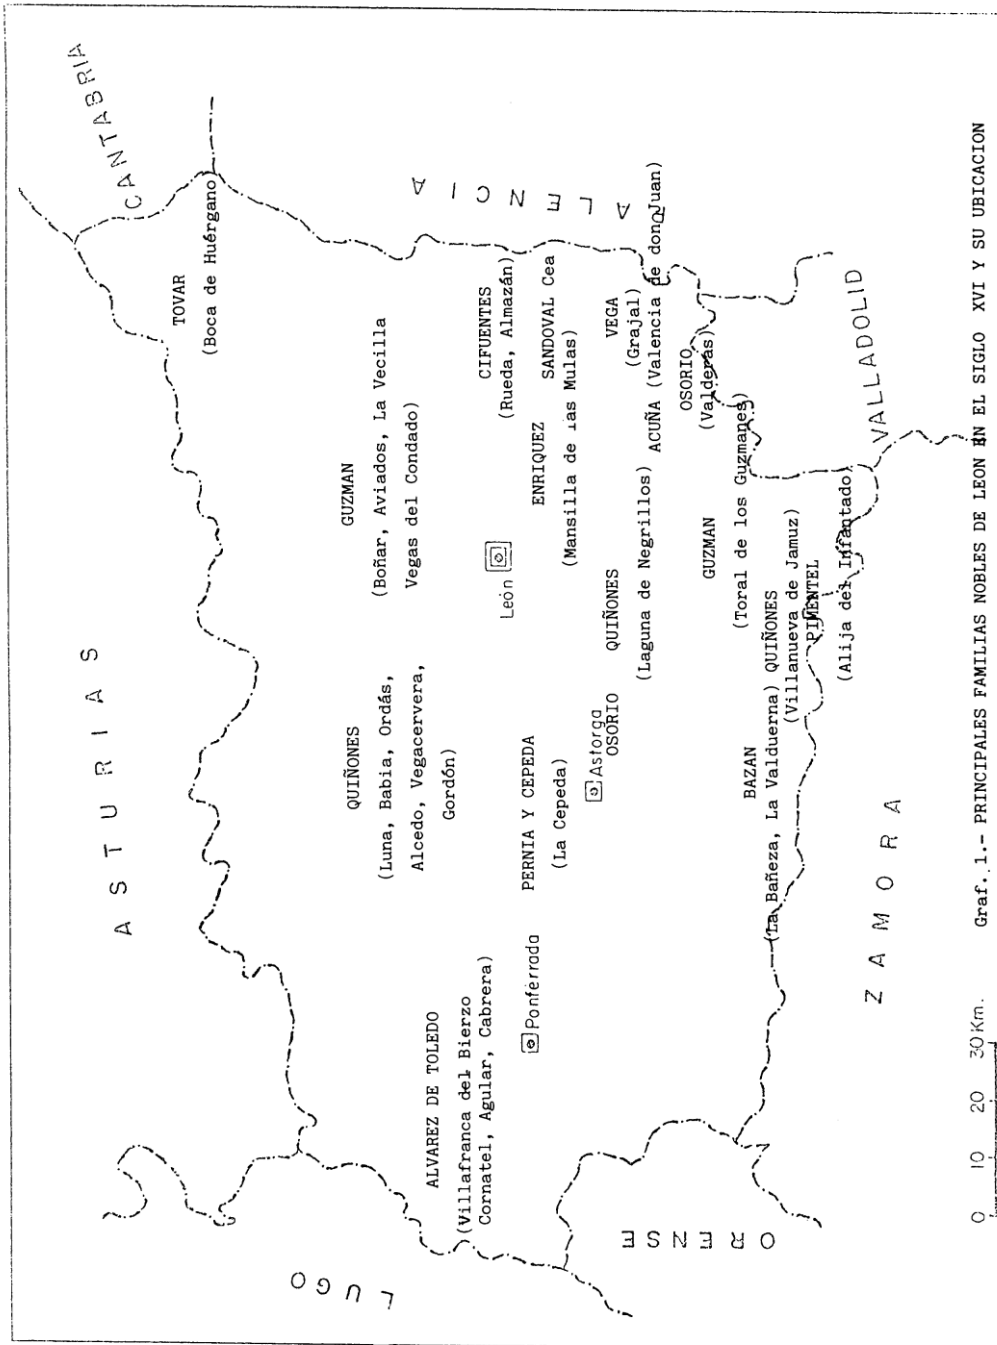 CANTABRIA
ASTURIAS
TOVAR
(Boca de Huérgano)
GUZMAN
(Boñar, Aviados, La Vecilla
Vegas del Condado)
QUIÑONES
(Luna, Babia, Ordás,
Alcedo, Vegacervera,
Gordón)
LUGO
ALVAREZ DE TOLEDO
(Villafranca del Bierzo
Cornatel, Agular, Cabrera)
Ponferrada
PERNIA Y CEPEDA
(La Cepeda)
León
CIFUENTES
(Rueda, Almazán)
ENRIQUEZ
(Mansilla de las Mulas)
SANDOVAL Cea
PALENCIA
Astorga
OSORIO
QUIÑONES
(Laguna de Negrillos)
VEGA
(Grajal)
ACUÑA (Valencia de don Juan)
OSORIO
(Valderas)
GUZMAN
(Toral de los Guzmanes)
BAZAN
(La Bañeza, La Valduerna)
QUIÑONES
(Villanueva de Jamuz)
PIMENTEL
(Alija del Infantado)
ORENSE
ZAMORA
VALLADOLID
0 10 20 30 Km.
Graf. 1.- PRINCIPALES FAMILIAS NOBLES DE LEON EN EL SIGLO XVI Y SU UBICACION